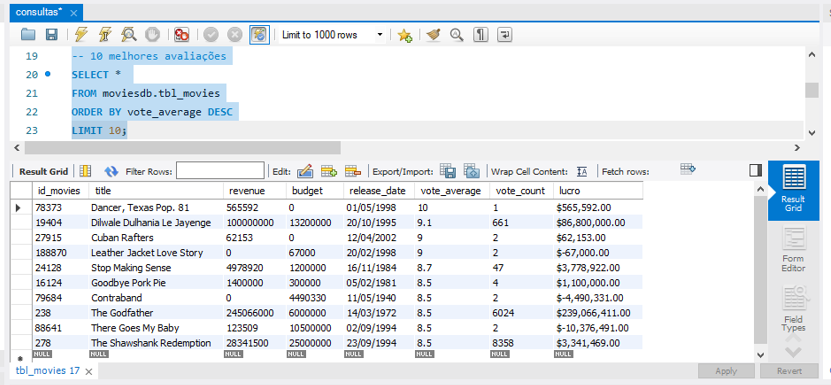 consultas*
Limit to 1000 rows
19 -- 10 melhores avaliações
20 SELECT *
21 FROM moviesdb.tbl_movies
22 ORDER BY vote_average DESC
23 LIMIT 10;
Result Grid Filter Rows: Edit: Export/Import: Wrap Cell Content: Fetch rows:
id_movies title revenue budget release_date vote_average vote_count lucro
78373 Dancer, Texas Pop. 81 565592 0 01/05/1998 10 1 $565,592.00
19404 Dilwale Dulhania Le Jayenge 100000000 13200000 20/10/1995 9.1 661 $86,800,000.00
27915 Cuban Rafters 62153 0 12/04/2002 9 2 $62,153.00
188870 Leather Jacket Love Story 0 67000 20/02/1998 9 2 $-67,000.00
24128 Stop Making Sense 4978920 1200000 16/11/1984 8.7 47 $3,778,922.00
16124 Goodbye Pork Pie 1400000 300000 05/02/1981 8.5 4 $1,100,000.00
79684 Contraband 0 4490330 11/05/1940 8.5 2 $-4,490,331.00
238 The Godfather 245066000 6000000 14/03/1972 8.5 6024 $239,066,411.00
88641 There Goes My Baby 123509 10500000 02/09/1994 8.5 2 $-10,376,491.00
278 The Shawshank Redemption 28341500 25000000 23/09/1994 8.5 8358 $3,341,469.00
NULL NULL NULL NULL NULL NULL NULL NULL
Result
Grid
Form
Editor
Field
Types
tbl_movies 17
Apply Revert